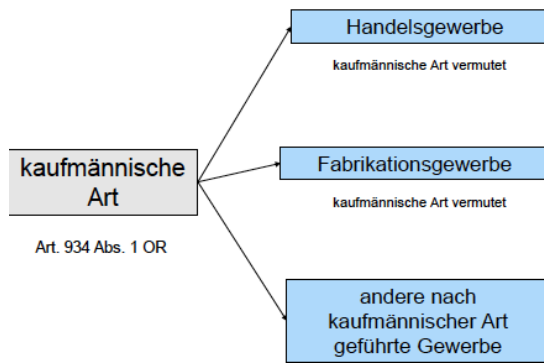 Handelsgewerbe
kaufmännische Art vermutet
kaufmännische
Art
Art. 934 Abs. 1 OR
Fabrikationsgewerbe
kaufmännische Art vermutet
andere nach
kaufmännischer Art
geführte Gewerbe